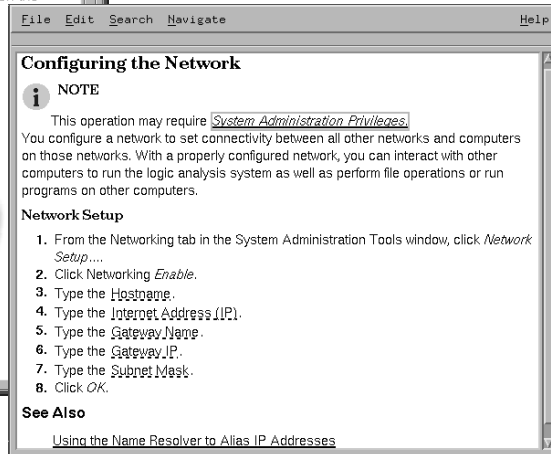 File Edit Search Navigate Help
Configuring the Network
NOTE
This operation may require System Administration Privileges.
You configure a network to set connectivity between all other networks and computers
on those networks. With a properly configured network, you can interact with other
computers to run the logic analysis system as well as perform file operations or run
programs on other computers.
Network Setup
1. From the Networking tab in the System Administration Tools window, click Network
Setup....
2. Click Networking Enable.
3. Type the Hostname.
4. Type the Internet Address (IP).
5. Type the Gateway Name.
6. Type the Gateway IP.
7. Type the Subnet Mask.
8. Click OK.
See Also
Using the Name Resolver to Alias IP Addresses